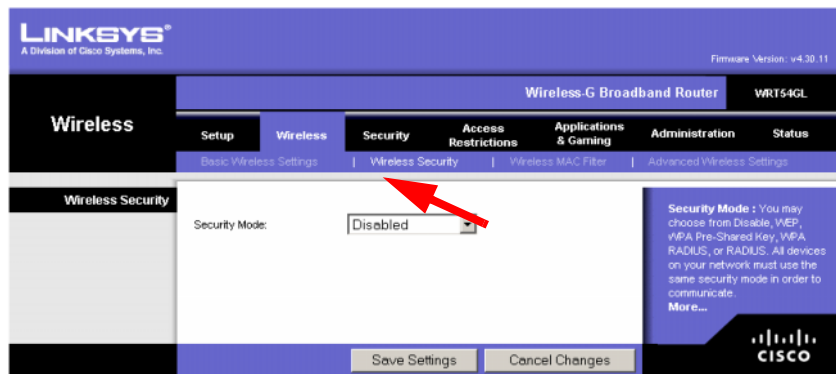 LINKSYS®
A Division of Cisco Systems, Inc.
Firmware Version: v4.30.11
Wireless-G Broadband Router WRT54GL
Wireless
Setup Wireless Security Access Restrictions Applications & Gaming Administration Status
Basic Wireless Settings | Wireless Security | Wireless MAC Filter | Advanced Wireless Settings
Wireless Security
Security Mode: Disabled
Security Mode : You may
choose from Disable, WEP,
WPA Pre-Shared Key, WPA
RADIUS, or RADIUS. All devices
on your network must use the
same security mode in order to
communicate.
More...
Save Settings Cancel Changes
CISCO